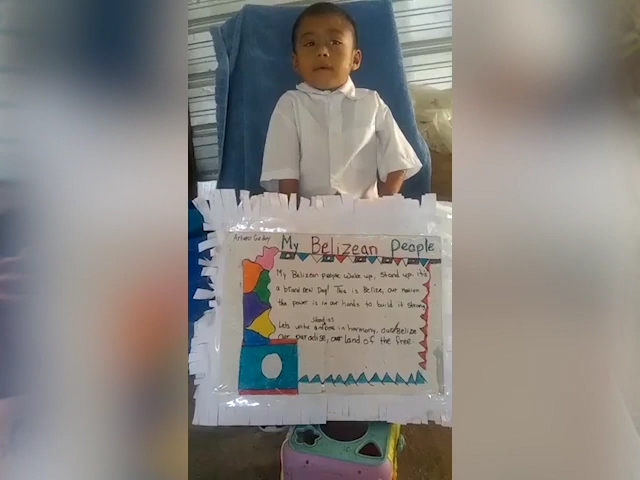 My Belizean People
My Belizean people wake up, stand up it's
a brand new Day! This is Belize, our nation
the power is in our hands to build it strong
Lets unite in harmony, our Belize
our paradise, our land of the free.